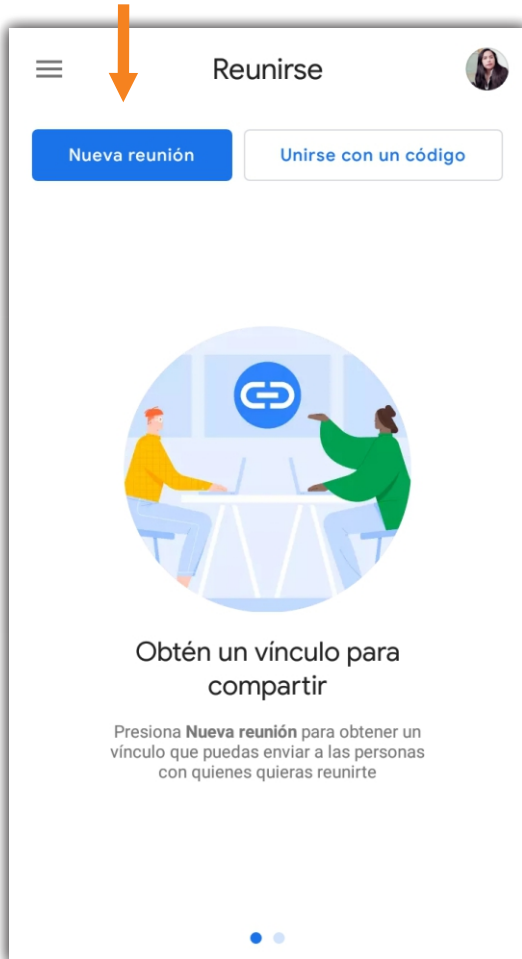 Reunirse
Nueva reunión
Unirse con un código
Obtén un vínculo para
compartir
Presiona Nueva reunión para obtener un
vínculo que puedas enviar a las personas
con quienes quieras reunirte